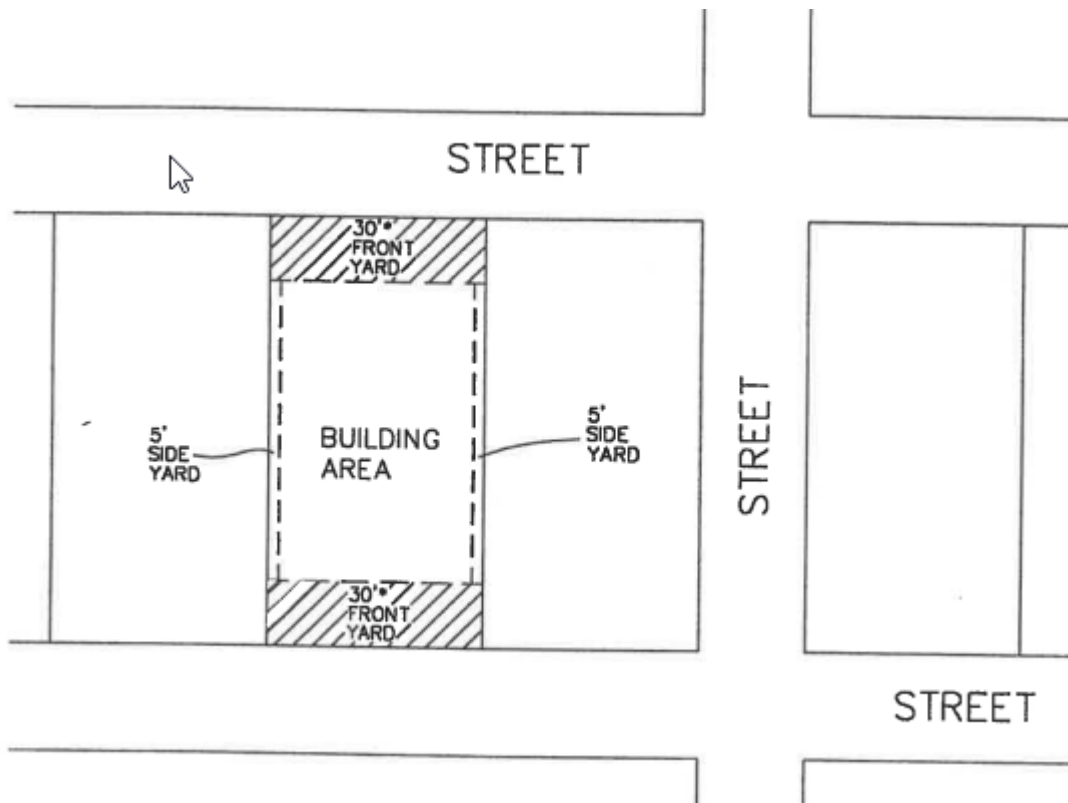 STREET
30'*
FRONT
YARD
5'
SIDE
YARD
BUILDING
AREA
5'
SIDE
YARD
STREET
30'*
FRONT
YARD
STREET